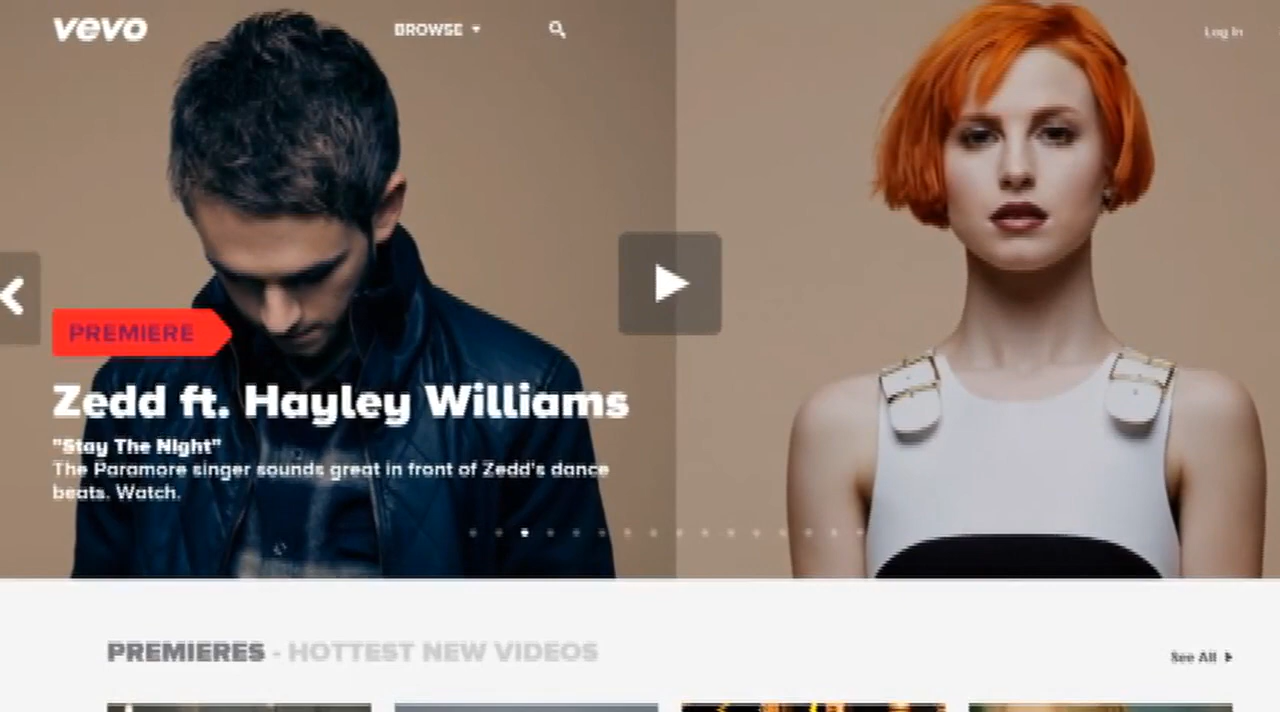 vevo
BROWSE
Log In
PREMIERE
Zedd ft. Hayley Williams
"Stay The Night"
The Paramore singer sounds great in front of Zedd's dance
beats. Watch.
PREMIERES - HOTTEST NEW VIDEOS
See All